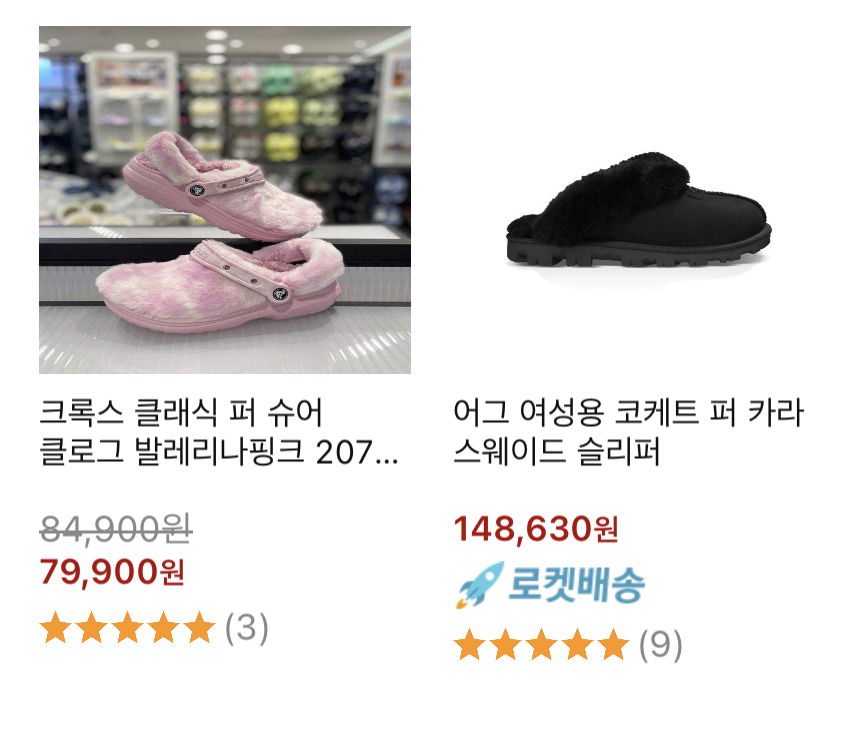 크록스 클래식 퍼 슈어
클로그 발레리나핑크 207...
84,900원
79,900원
(3)
어그 여성용 코케트 퍼 카라
스웨이드 슬리퍼
148,630원
로켓배송
(9)